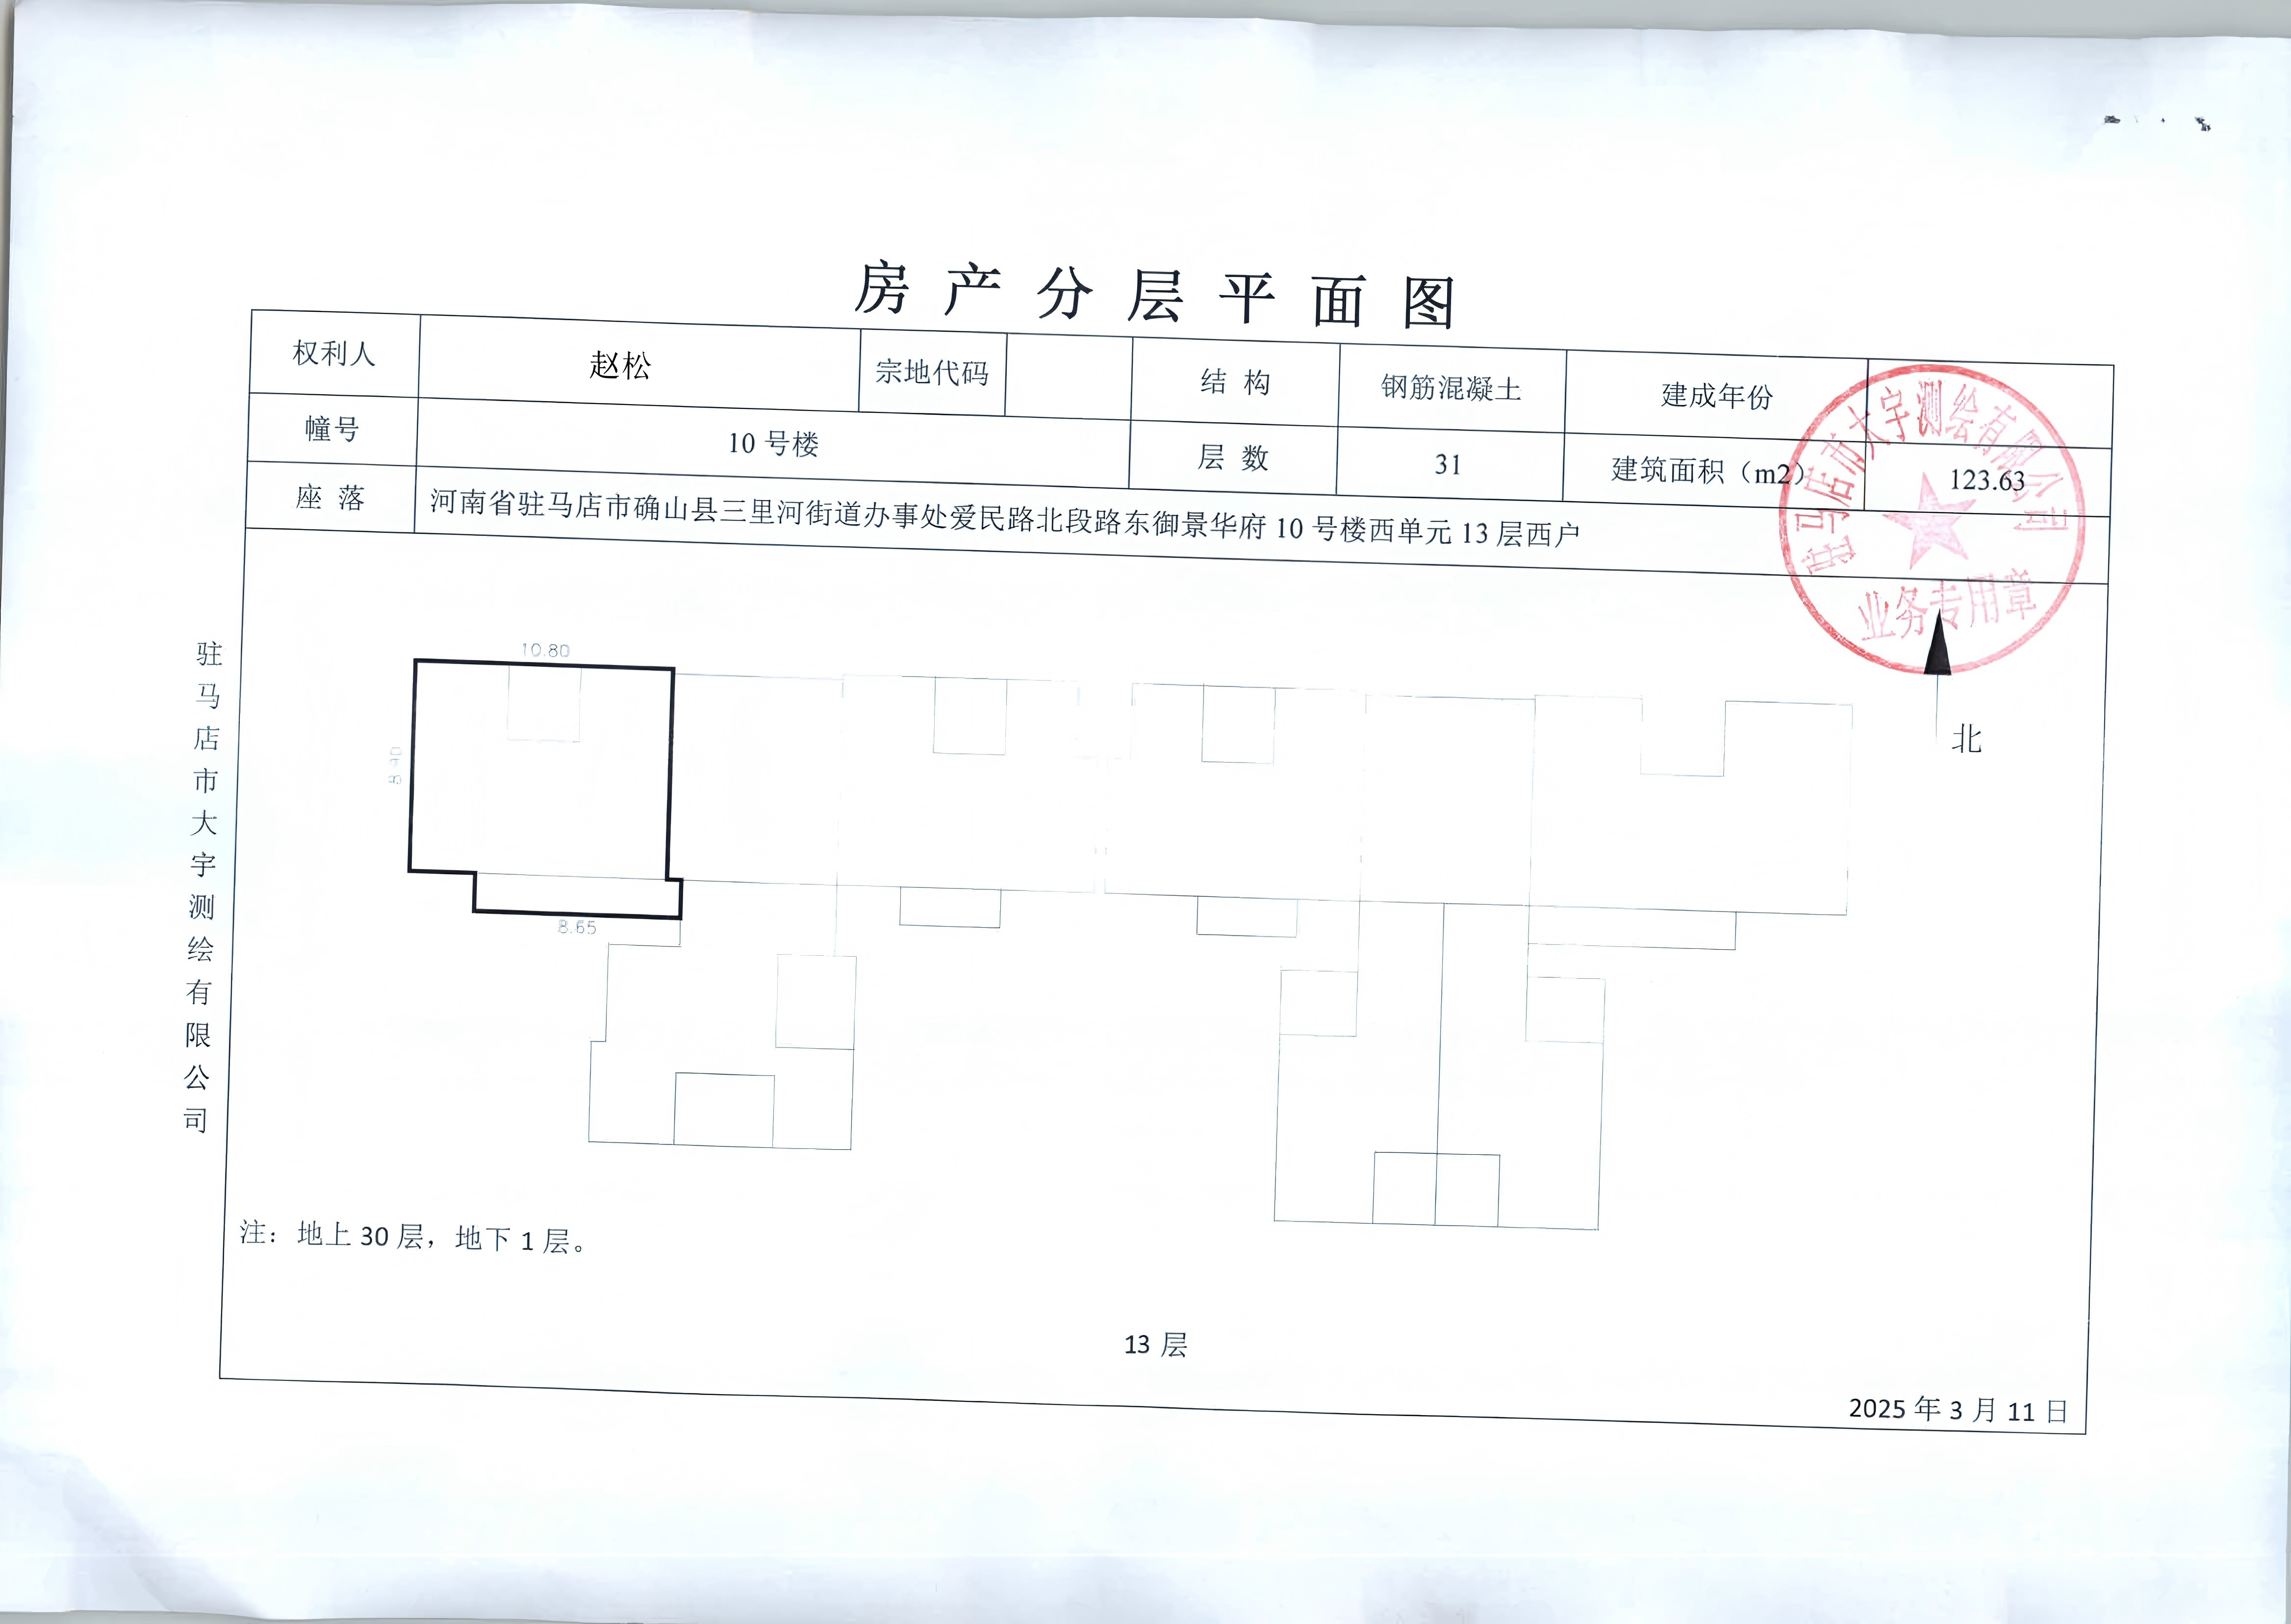 房产分层平面图
权利人 赵松 宗地代码 结 构 钢筋混凝土 建成年份
幢号 10 号楼 层 数 31 建筑面积（m2） 123.63
座 落 河南省驻马店市确山县三里河街道办事处爱民路北段路东御景华府 10 号楼西单元 13 层西户
驻马店市大宇测绘有限公司
业务专用章
北
10.80
8.65
驻马店市大宇测绘有限公司
注：地上 30 层，地下 1 层。
13 层
2025 年 3 月 11 日